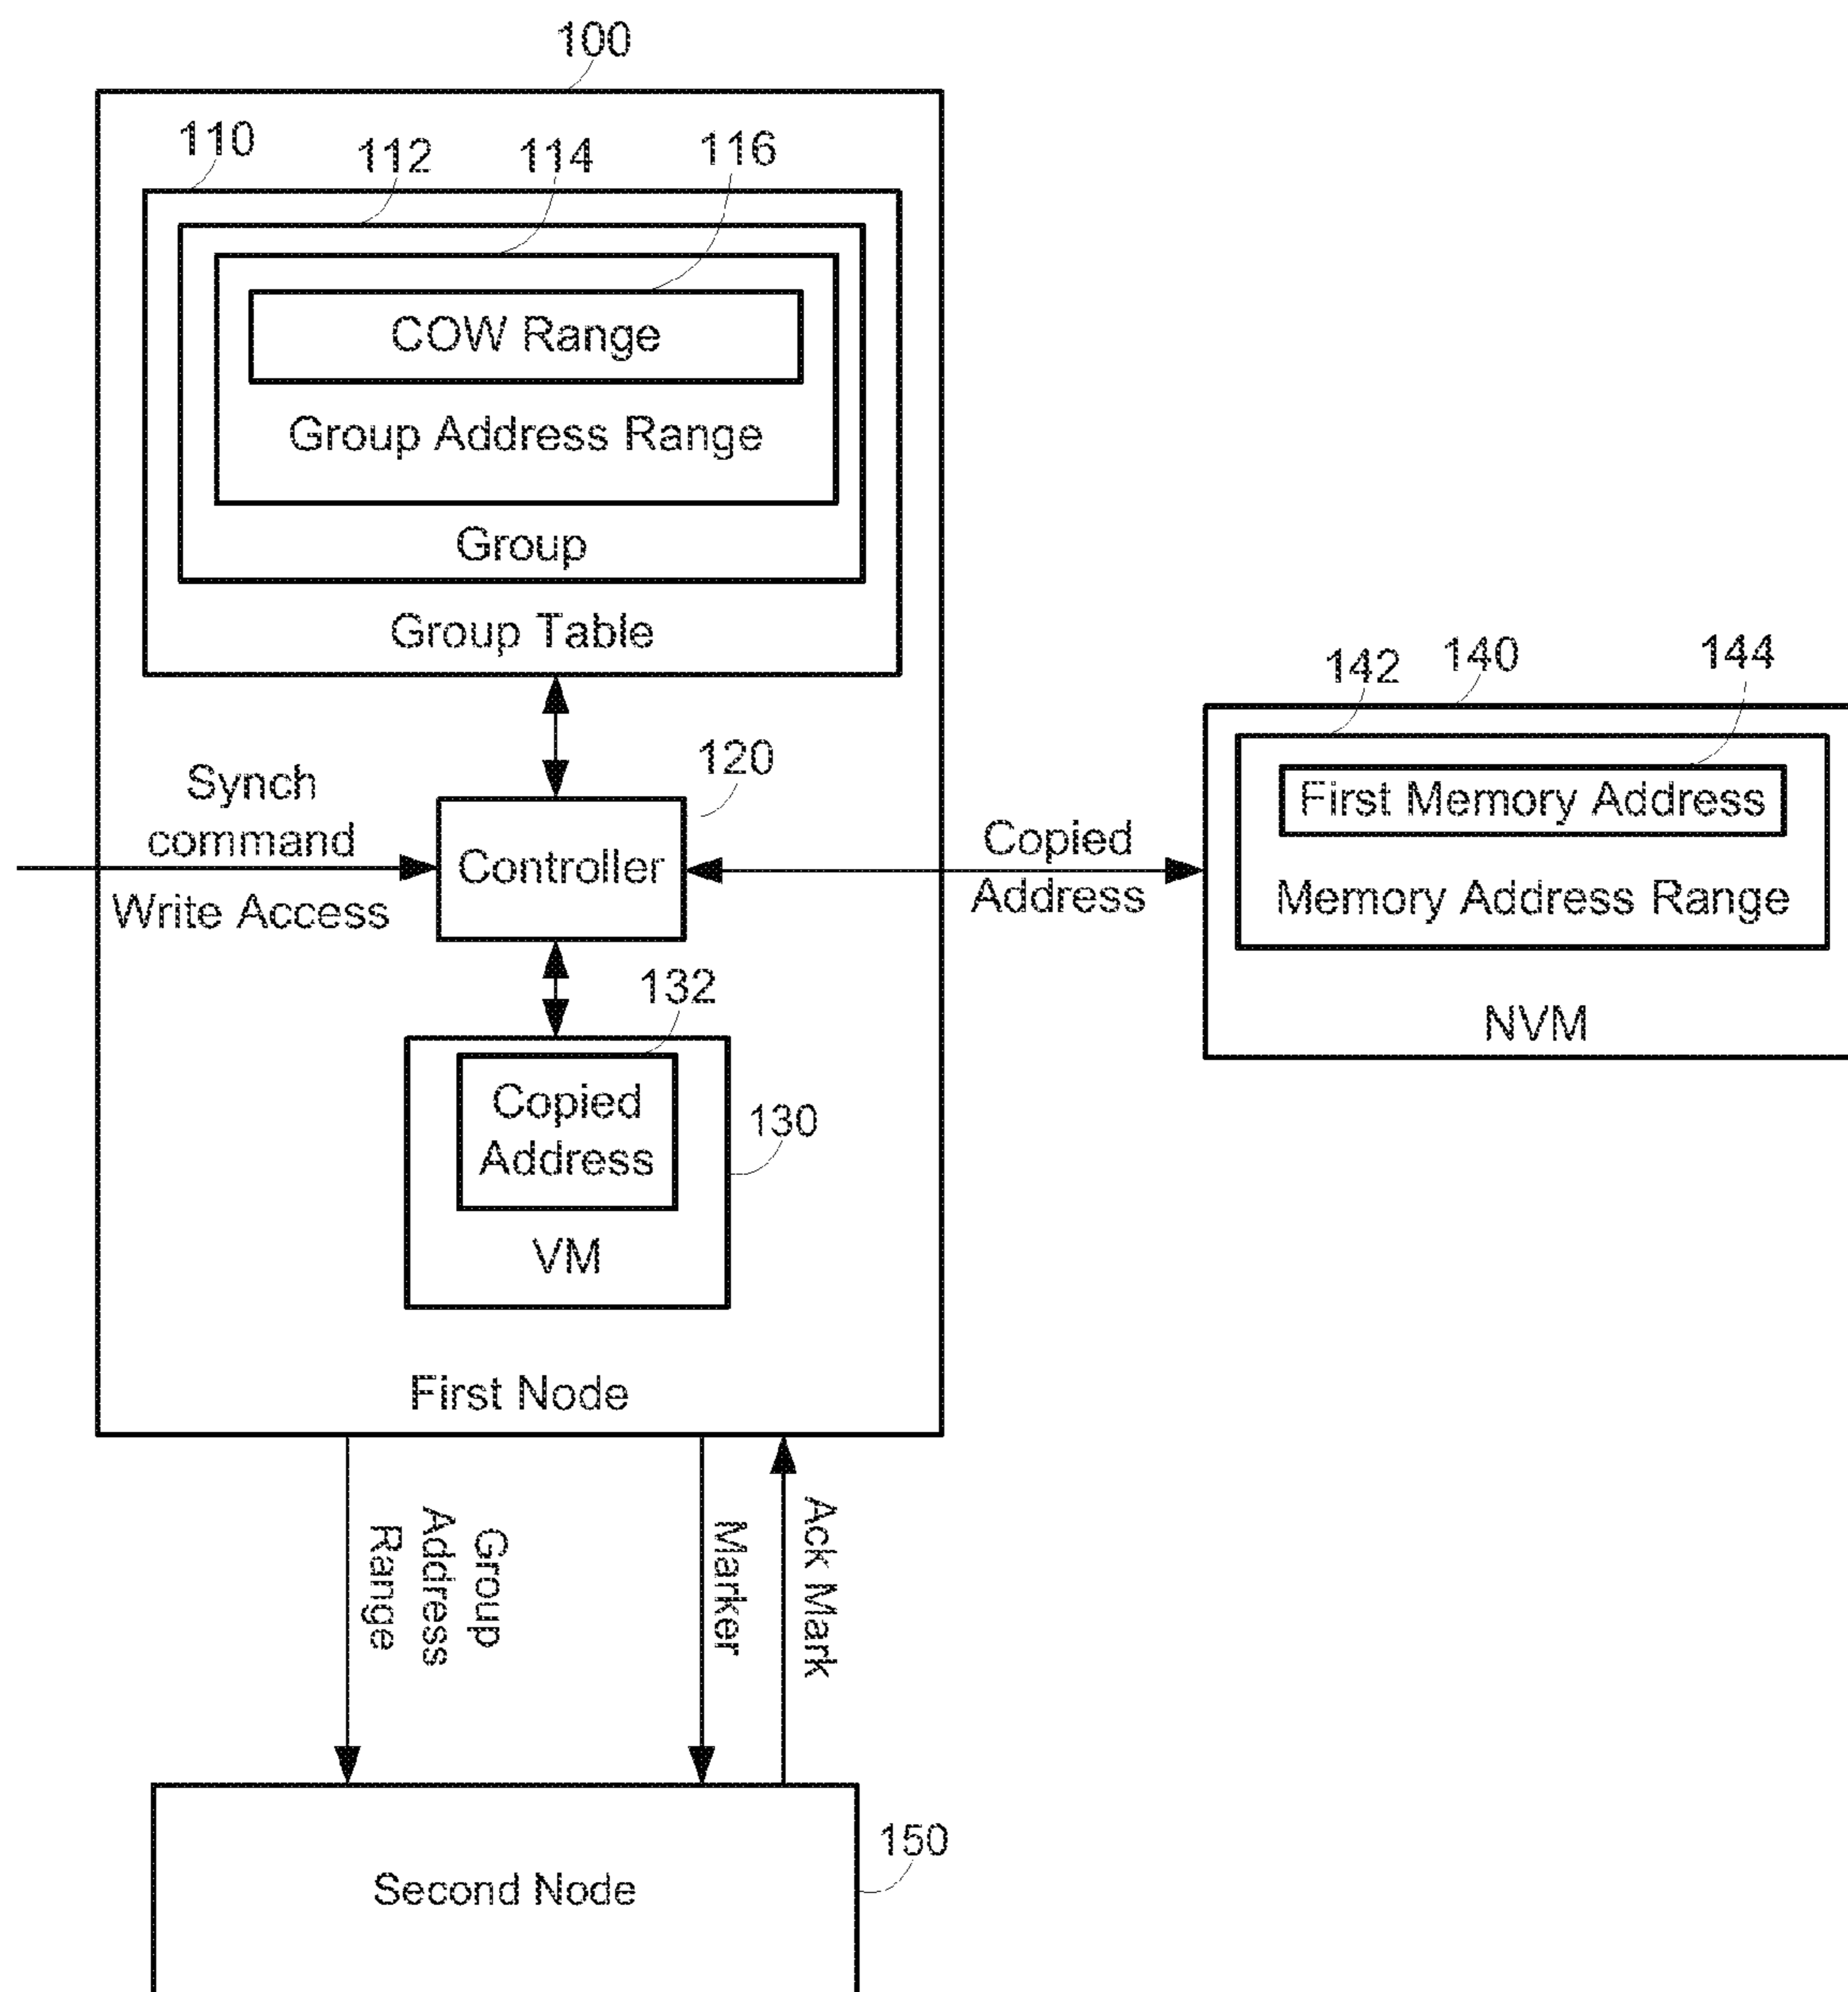 100
110
112
114
116
COW Range
Group Address Range
Group
Group Table
142
140
144
Synch
command
Write Access
120
Controller
Copied
Address
First Memory Address
Memory Address Range
NVM
132
Copied
Address
130
VM
First Node
Group
Address
Range
Marker
Ack Mark
150
Second Node